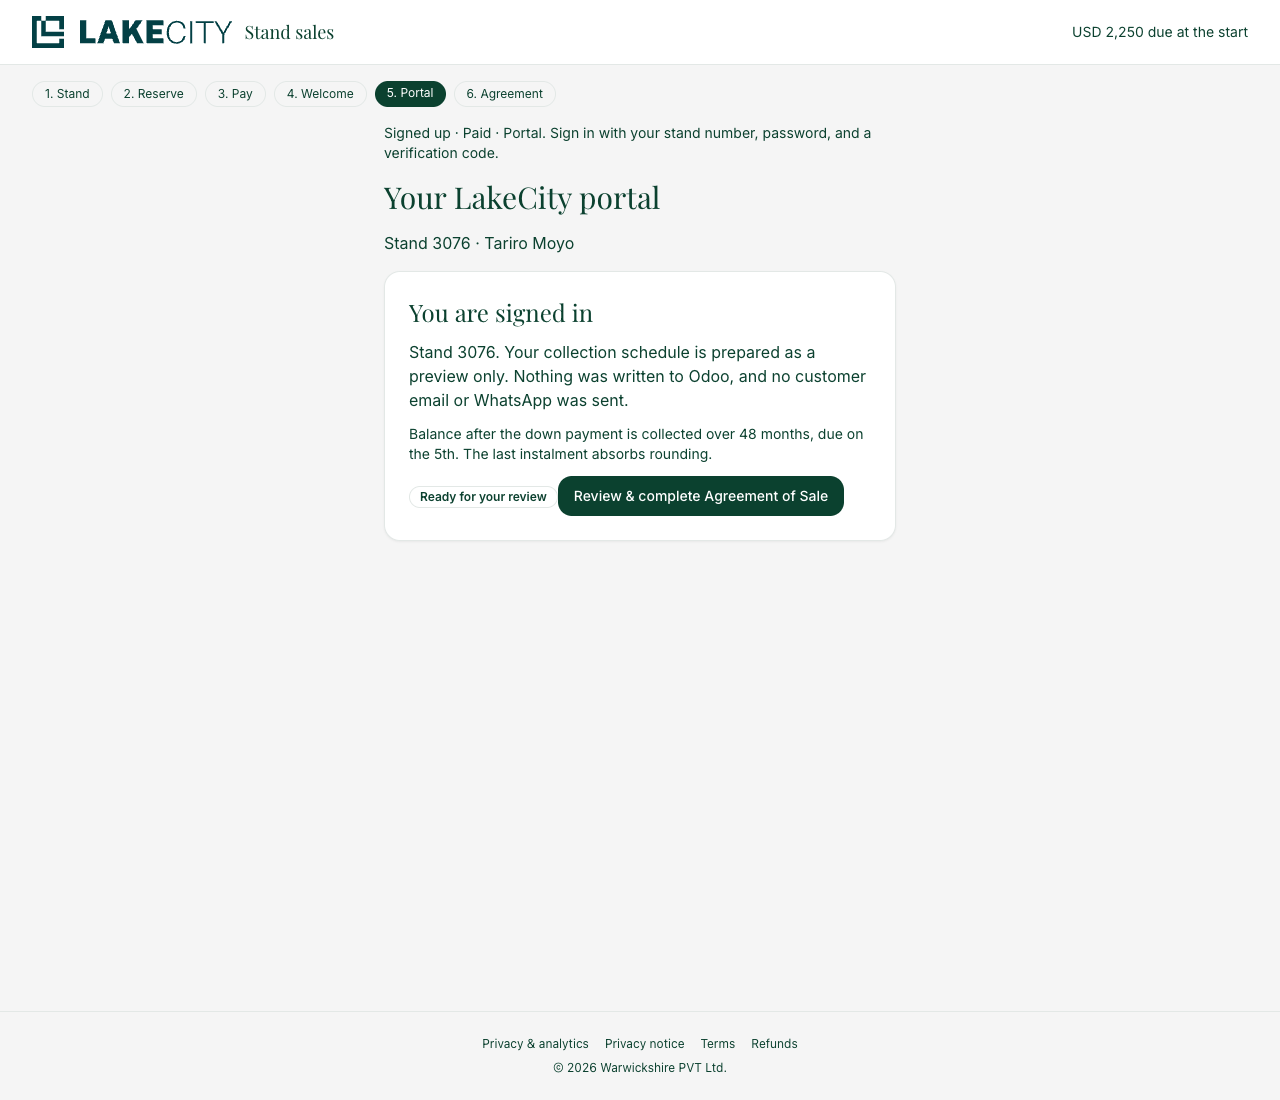 LAKECITY Stand sales
USD 2,250 due at the start
1. Stand
2. Reserve
3. Pay
4. Welcome
5. Portal
6. Agreement
Signed up · Paid · Portal. Sign in with your stand number, password, and a
verification code.
Your LakeCity portal
Stand 3076 · Tariro Moyo
You are signed in
Stand 3076. Your collection schedule is prepared as a
preview only. Nothing was written to Odoo, and no customer
email or WhatsApp was sent.
Balance after the down payment is collected over 48 months, due on
the 5th. The last instalment absorbs rounding.
Ready for your review
Review & complete Agreement of Sale
Privacy & analytics
Privacy notice
Terms
Refunds
© 2026 Warwickshire PVT Ltd.